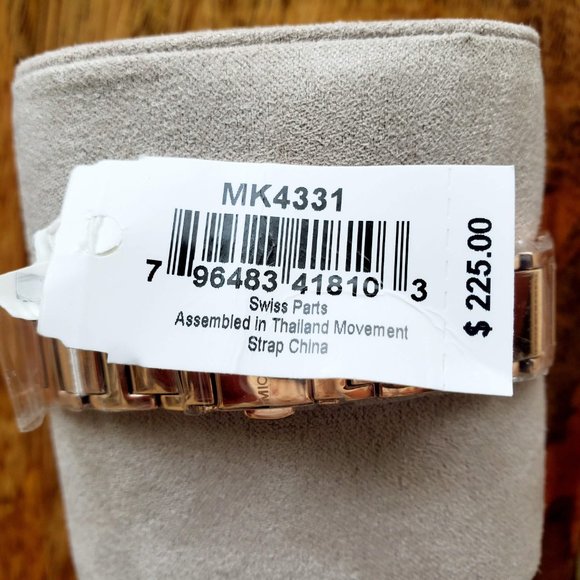 MK4331
7 96483 41810 3
Swiss Parts
Assembled in Thailand Movement
Strap China
$ 225.00